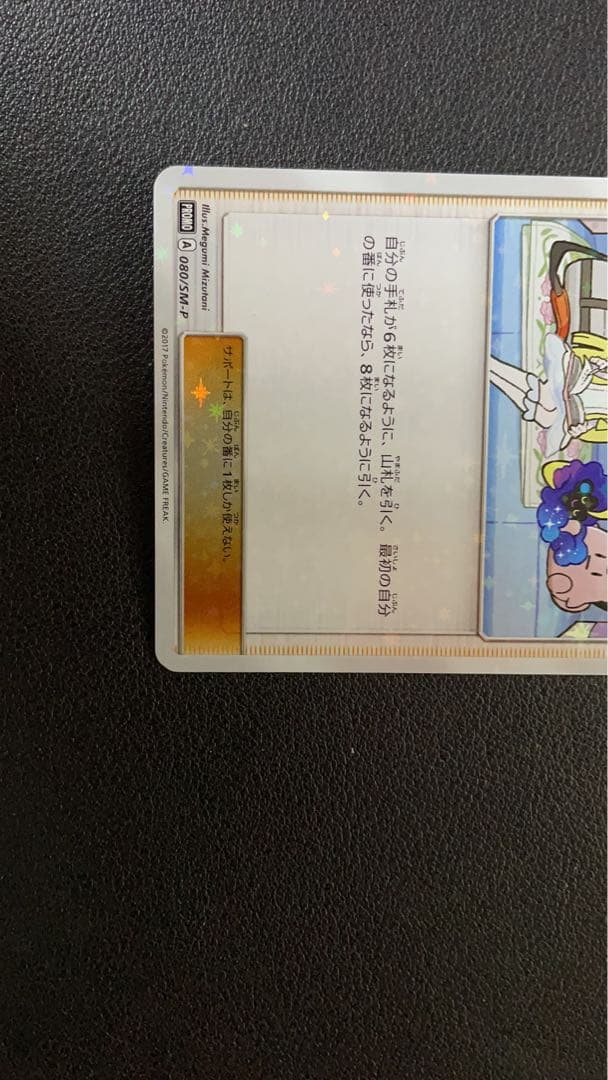 自分の手札が6枚になるように、山札を引く。 最初の自分
の番に使ったなら、8枚になるように引く。
サポートは、自分の番に1枚しか使えない。
Illus. Megumi Mizutani
PROMO A 080/SM-P
©2017 Pokémon/Nintendo/Creatures/GAME FREAK.